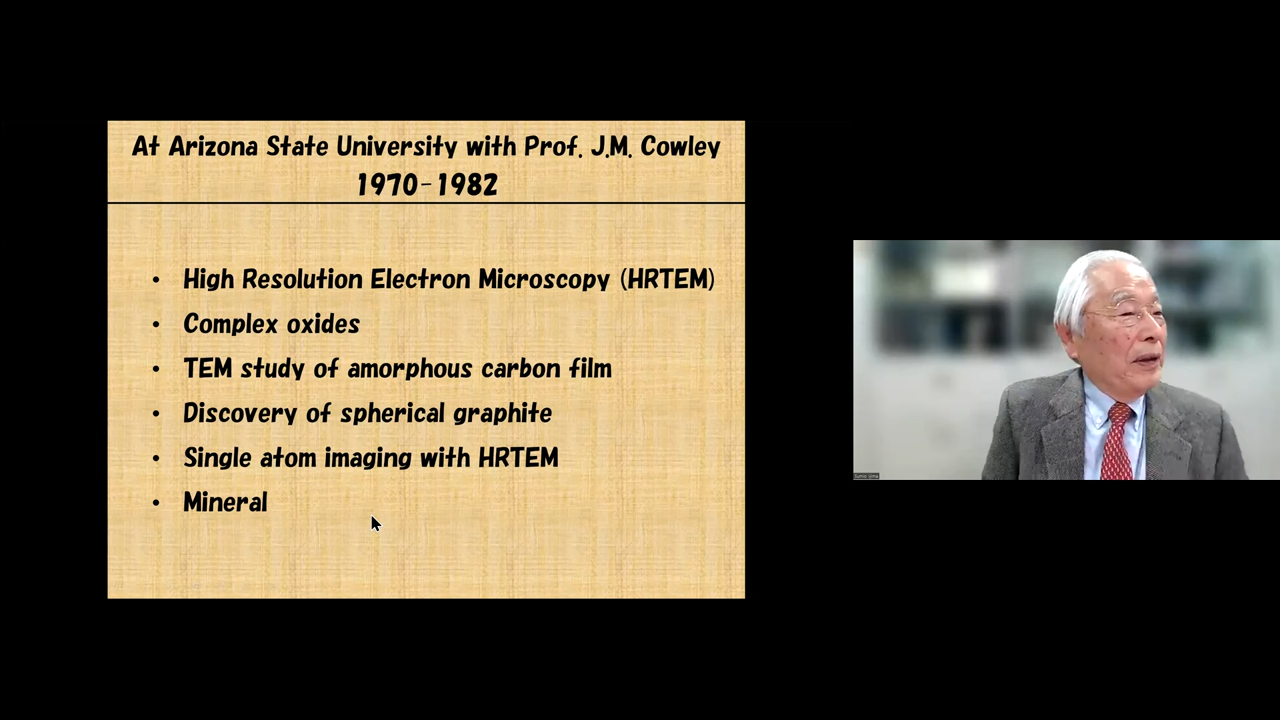 At Arizona State University with Prof. J.M. Cowley
1970-1982
• High Resolution Electron Microscopy (HRTEM)
• Complex oxides
• TEM study of amorphous carbon film
• Discovery of spherical graphite
• Single atom imaging with HRTEM
• Mineral